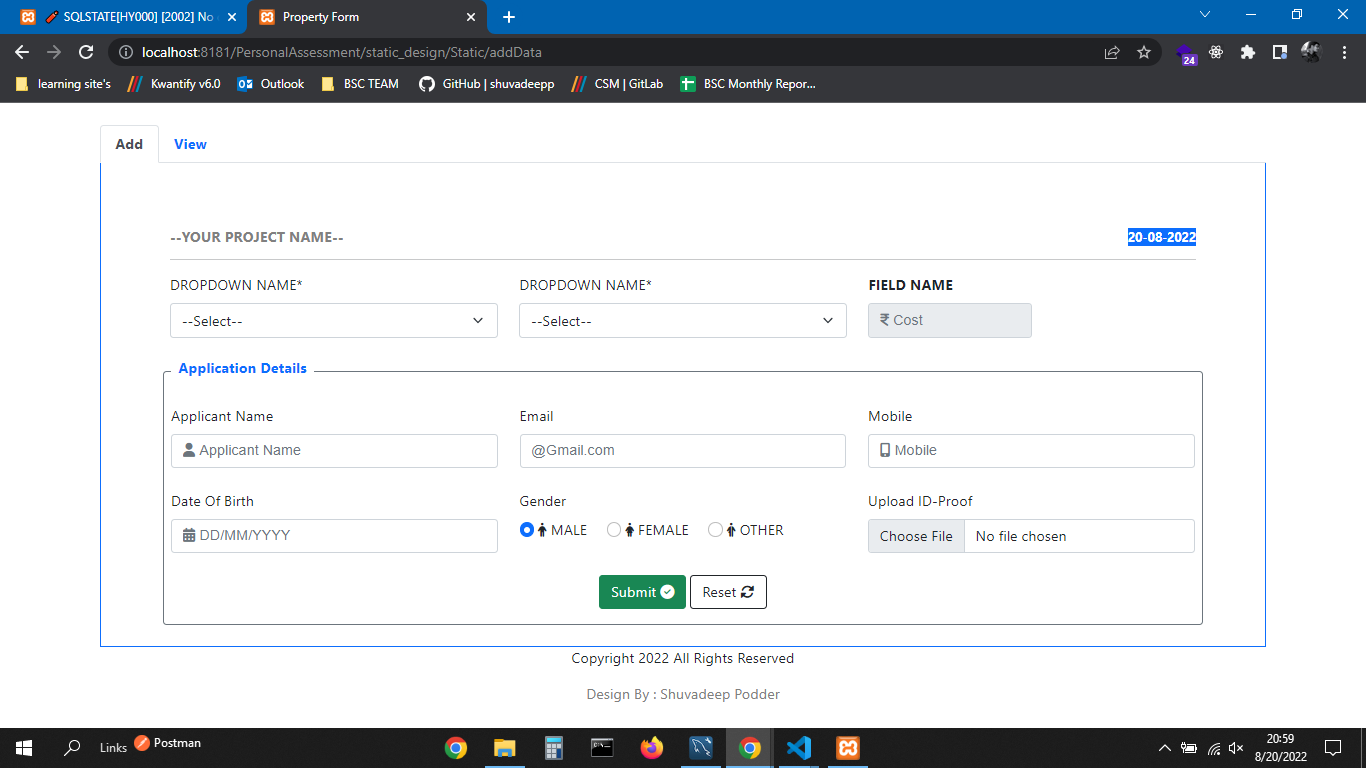 SQLSTATE[HY000] [2002] No
Property Form
localhost:8181/PersonalAssessment/static_design/Static/addData
24
learning site's
Kwantify v6.0
Outlook
BSC TEAM
GitHub | shuvadeepp
CSM | GitLab
BSC Monthly Repor...
Add
View
--YOUR PROJECT NAME--
20-08-2022
DROPDOWN NAME*
DROPDOWN NAME*
FIELD NAME
--Select--
--Select--
₹ Cost
Application Details
Applicant Name
Email
Mobile
Applicant Name
@Gmail.com
Mobile
Date Of Birth
Gender
Upload ID-Proof
DD/MM/YYYY
MALE
FEMALE
OTHER
Choose File
No file chosen
Submit
Reset
Copyright 2022 All Rights Reserved
Design By : Shuvadeep Podder
Links
Postman
20:59
8/20/2022